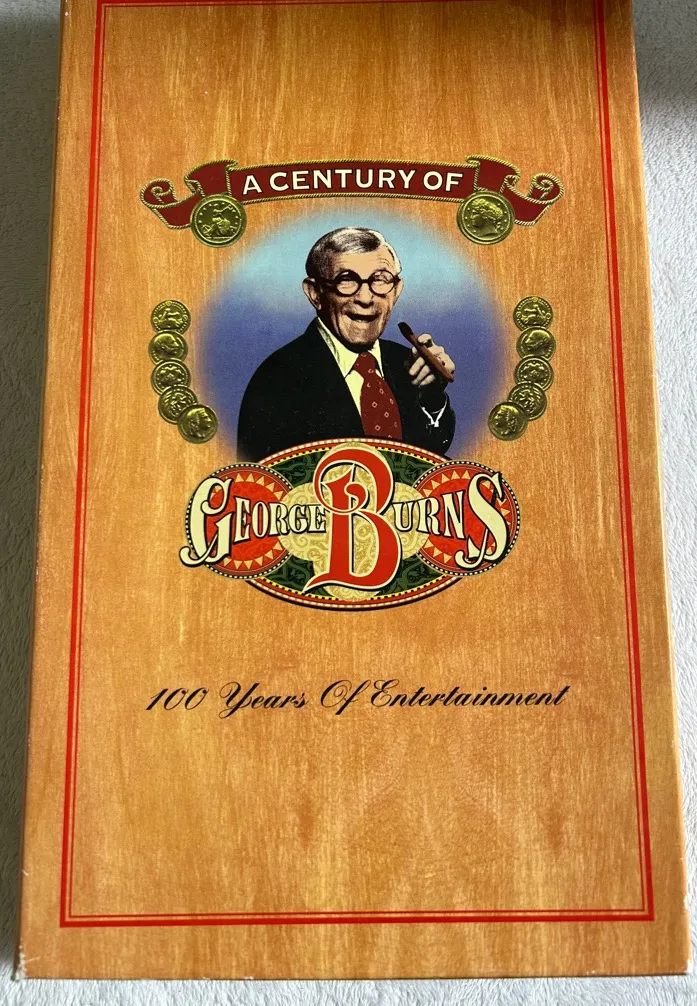 A CENTURY OF
GEORGE BURNS
100 Years Of Entertainment